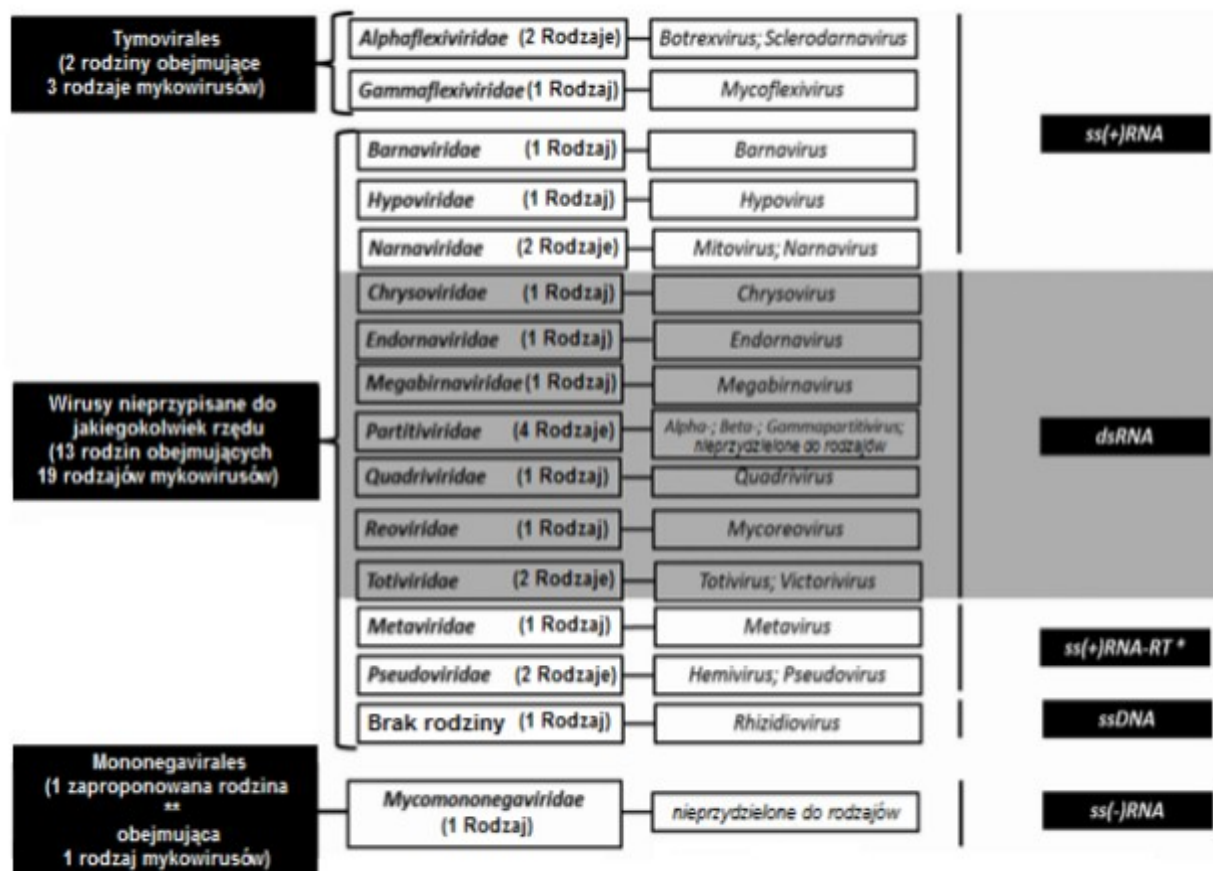 Tymovirales
(2 rodziny obejmujące
3 rodzaje mykowirusów)
Alphaflexiviridae (2 Rodzaje)
Botrexvirus; Sclerodarnavirus
Gammaflexiviridae (1 Rodzaj)
Mycoflexivirus
ss(+)RNA
Wirusy nieprzypisane do
jakiegokolwiek rzędu
(13 rodzin obejmujących
19 rodzajów mykowirusów)
Barnaviridae (1 Rodzaj)
Barnavirus
Hypoviridae (1 Rodzaj)
Hypovirus
Narnaviridae (2 Rodzaje)
Mitovirus; Narnavirus
Chrysoviridae (1 Rodzaj)
Chrysovirus
Endornaviridae (1 Rodzaj)
Endornavirus
Megabirnaviridae (1 Rodzaj)
Megabirnavirus
Partitiviridae (4 Rodzaje)
Alpha-; Beta-; Gammapartitivirus;
nieprzydzielone do rodzajów
dsRNA
Quadriviridae (1 Rodzaj)
Quadrivirus
Reoviridae (1 Rodzaj)
Mycoreovirus
Totiviridae (2 Rodzaje)
Totivirus; Victorivirus
Metaviridae (1 Rodzaj)
Metavirus
ss(+)RNA-RT *
Pseudoviridae (2 Rodzaje)
Hemivirus; Pseudovirus
Brak rodziny (1 Rodzaj)
Rhizidiovirus
ssDNA
Mononegavirales
(1 zaproponowana rodzina
**
obejmująca
1 rodzaj mykowirusów)
Mycomononegaviridae
(1 Rodzaj)
nieprzydzielone do rodzajów
ss(-)RNA